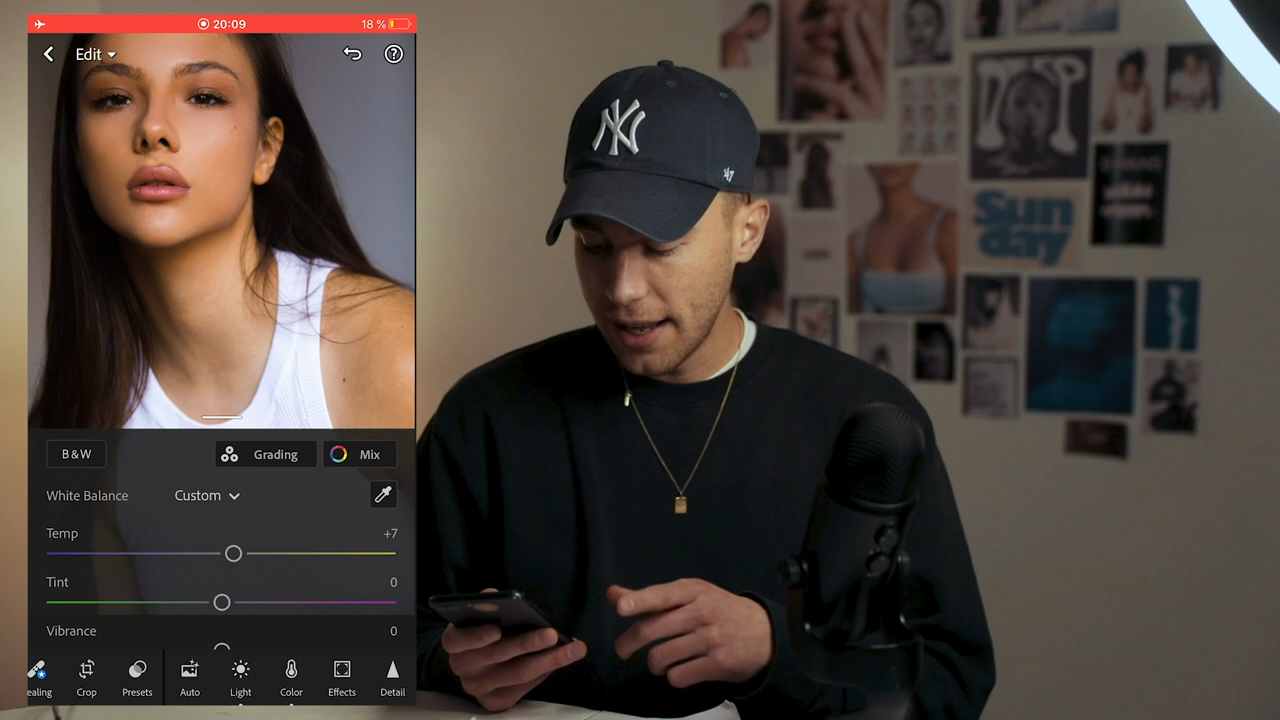 20:09
18 %
Edit
B&W
Grading
Mix
White Balance
Custom
Temp
+7
Tint
0
Vibrance
0
ealing
Crop
Presets
Auto
Light
Color
Effects
Detail
NY
'47
Sun
day